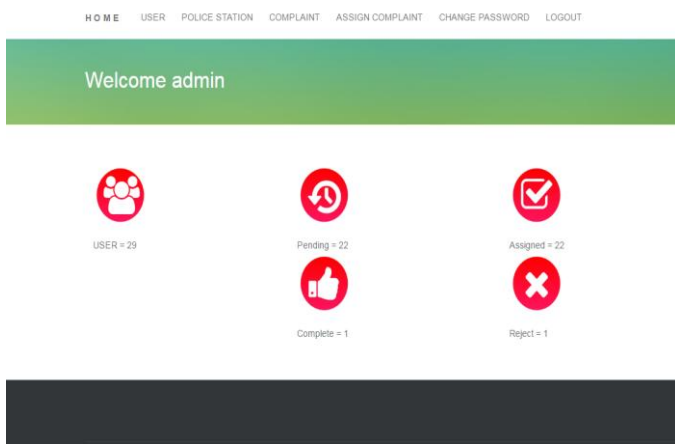 HOME USER POLICE STATION COMPLAINT ASSIGN COMPLAINT CHANGE PASSWORD LOGOUT
Welcome admin
USER = 29 Pending = 22 Assigned = 22
Complete = 1 Reject = 1